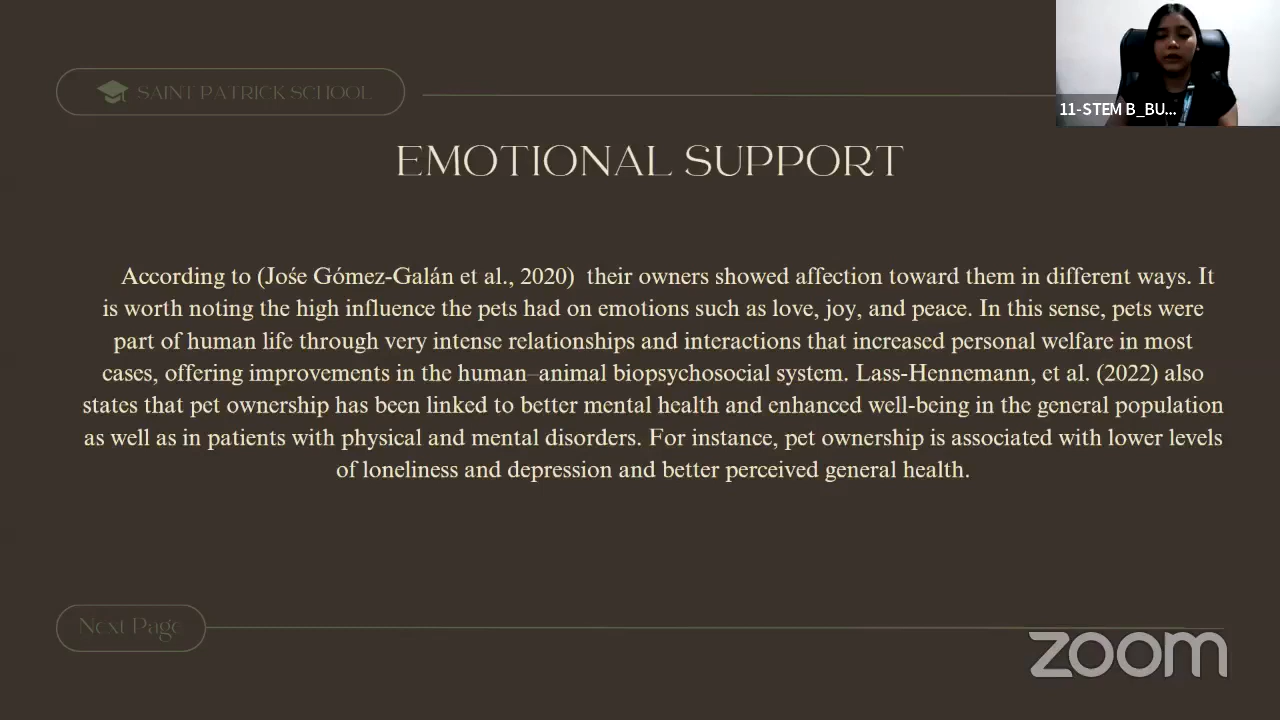 11-STEM B_BU...
SAINT PATRICK SCHOOL
EMOTIONAL SUPPORT
According to (Jośe Gómez-Galán et al., 2020) their owners showed affection toward them in different ways. It
is worth noting the high influence the pets had on emotions such as love, joy, and peace. In this sense, pets were
part of human life through very intense relationships and interactions that increased personal welfare in most
cases, offering improvements in the human–animal biopsychosocial system. Lass-Hennemann, et al. (2022) also
states that pet ownership has been linked to better mental health and enhanced well-being in the general population
as well as in patients with physical and mental disorders. For instance, pet ownership is associated with lower levels
of loneliness and depression and better perceived general health.
Next Page
zoom